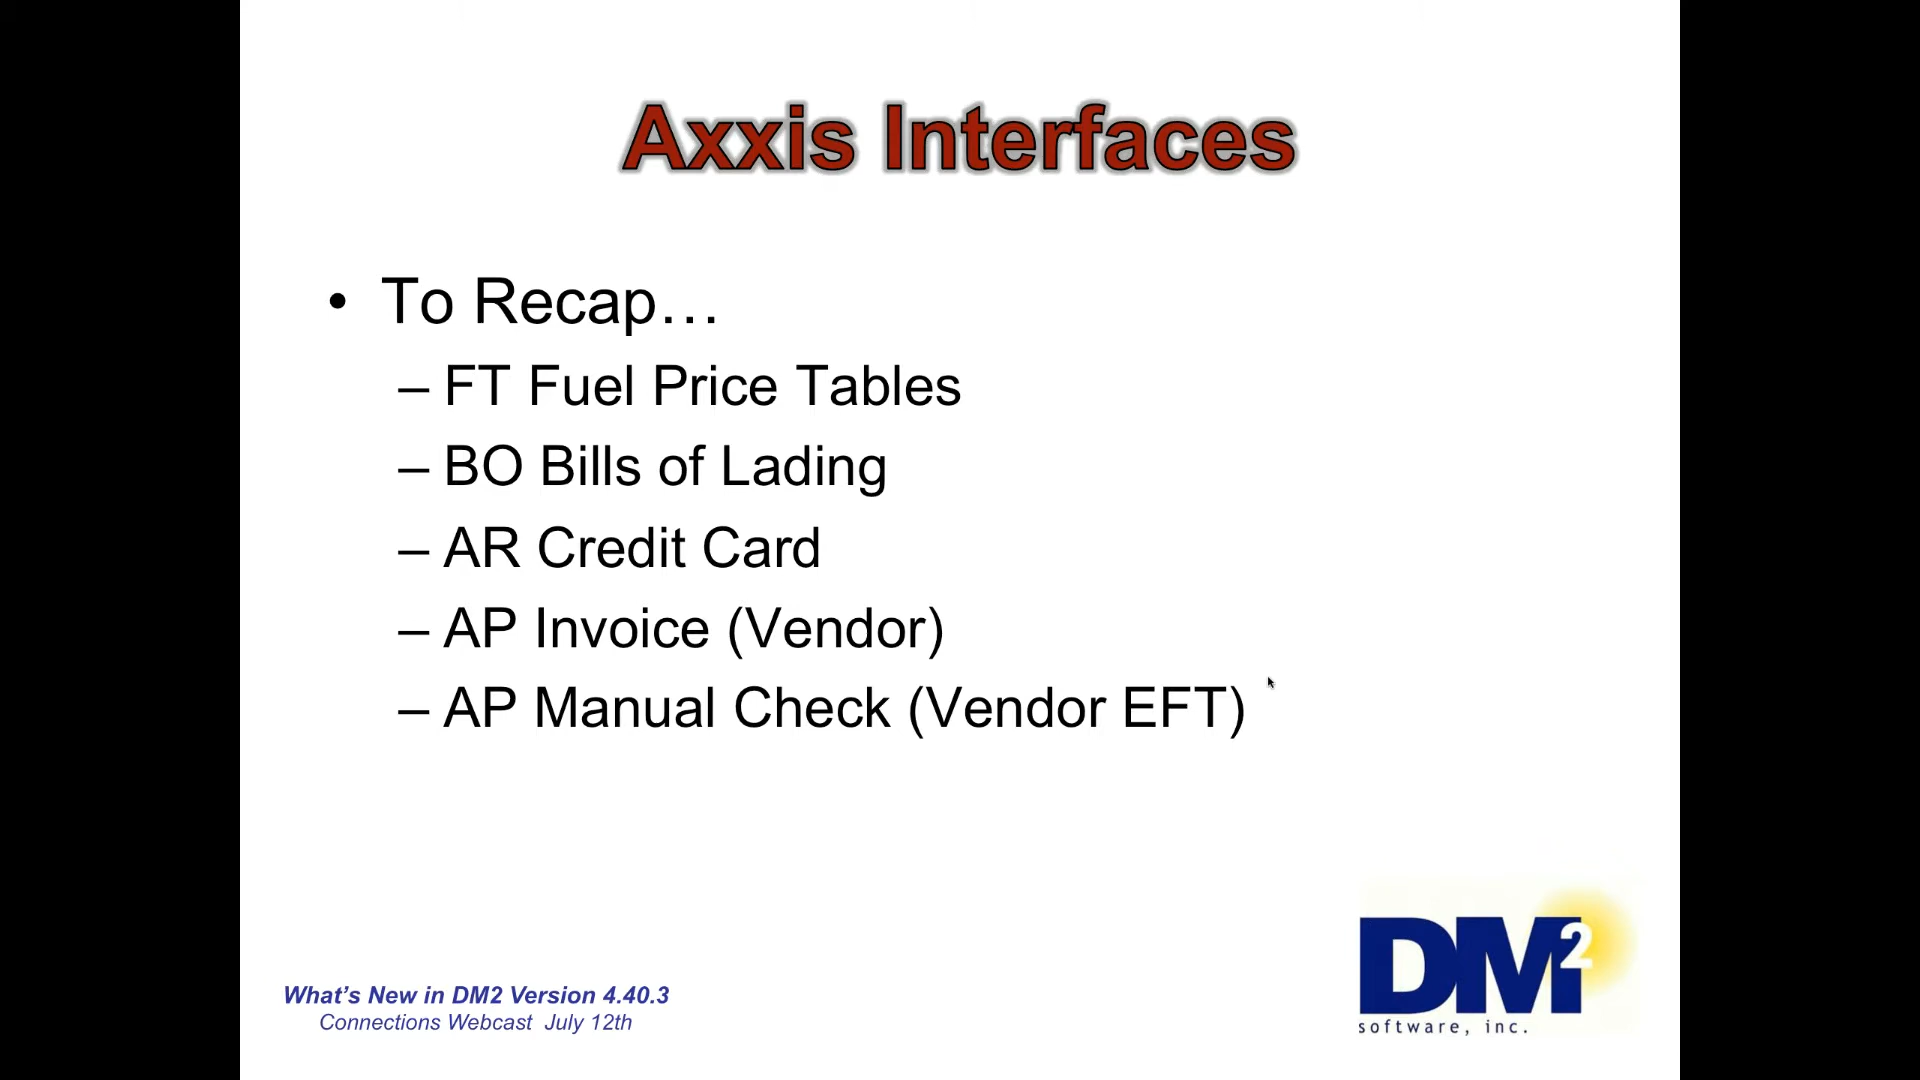 Axxis Interfaces
• To Recap…
– FT Fuel Price Tables
– BO Bills of Lading
– AR Credit Card
– AP Invoice (Vendor)
– AP Manual Check (Vendor EFT)
What’s New in DM2 Version 4.40.3
Connections Webcast July 12th
DM2
software, inc.